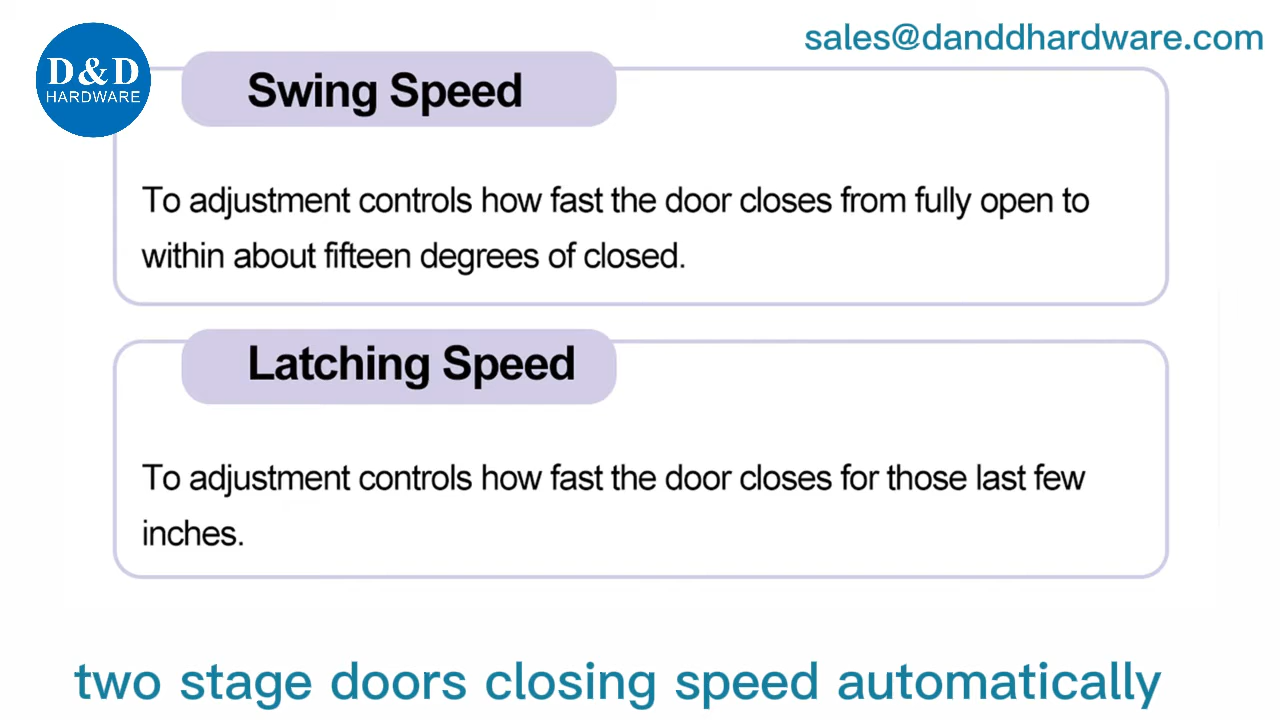 D&D
HARDWARE
sales@danddhardware.com
Swing Speed
To adjustment controls how fast the door closes from fully open to
within about fifteen degrees of closed.
Latching Speed
To adjustment controls how fast the door closes for those last few
inches.
two stage doors closing speed automatically